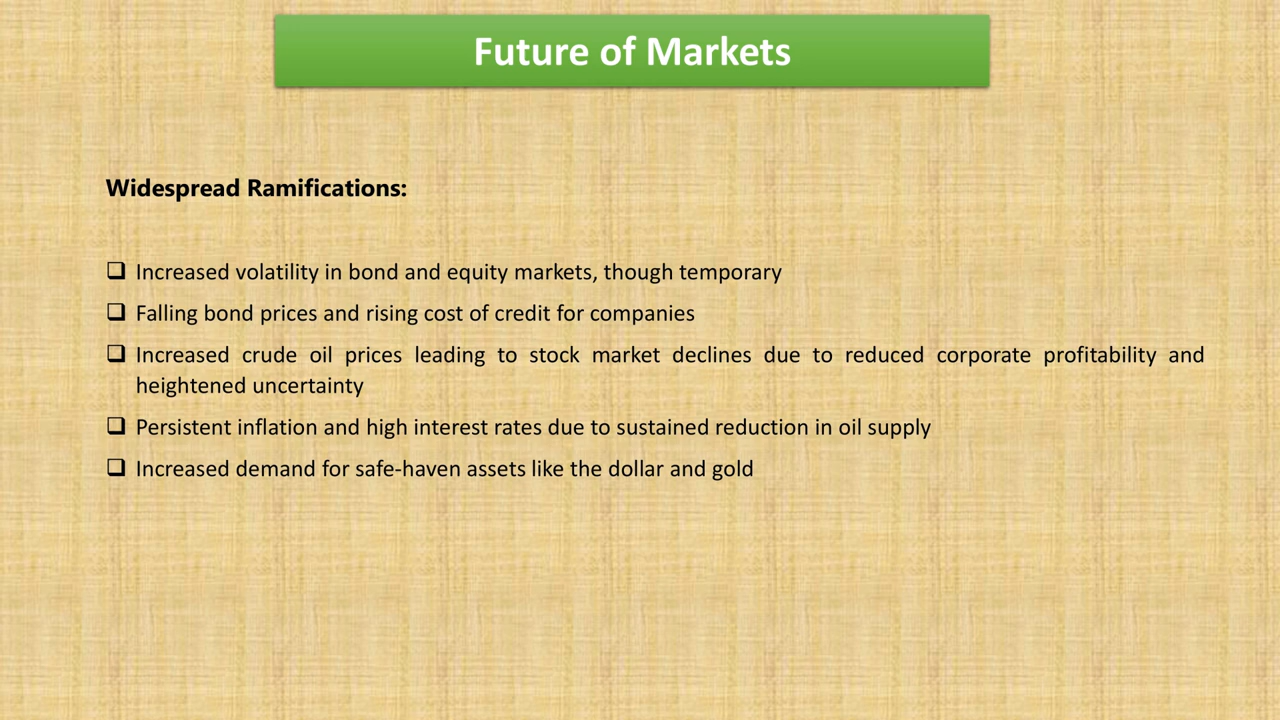 Future of Markets
Widespread Ramifications:
❑ Increased volatility in bond and equity markets, though temporary
❑ Falling bond prices and rising cost of credit for companies
❑ Increased crude oil prices leading to stock market declines due to reduced corporate profitability and
heightened uncertainty
❑ Persistent inflation and high interest rates due to sustained reduction in oil supply
❑ Increased demand for safe-haven assets like the dollar and gold